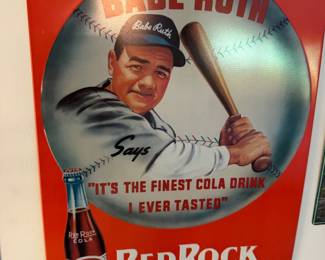 BABE RUTH
Babe Ruth
Says
"IT'S THE FINEST COLA DRINK
I EVER TASTED"
RED ROCK
COLA
RED ROCK